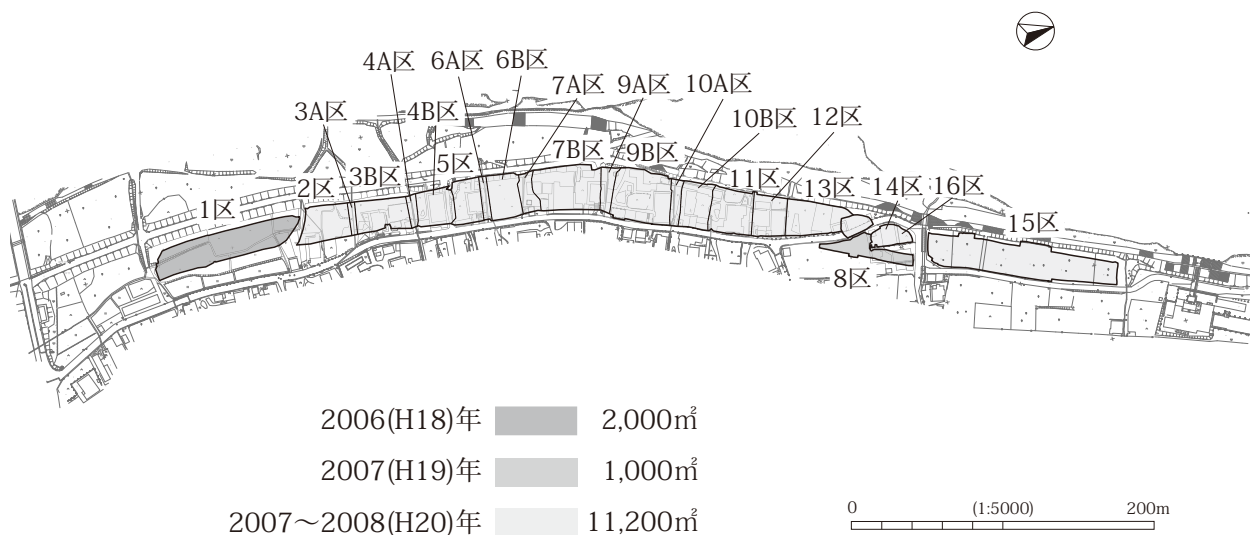 4A区 6A区 6B区
7A区 9A区 10A区
3A区 4B区 10B区 12区
7B区
2区 3B区 5区 9B区 11区 13区 14区 16区
1区 15区
8区
2006(H18)年 2,000㎡
2007(H19)年 1,000㎡
2007～2008(H20)年 11,200㎡
0 (1:5000) 200m